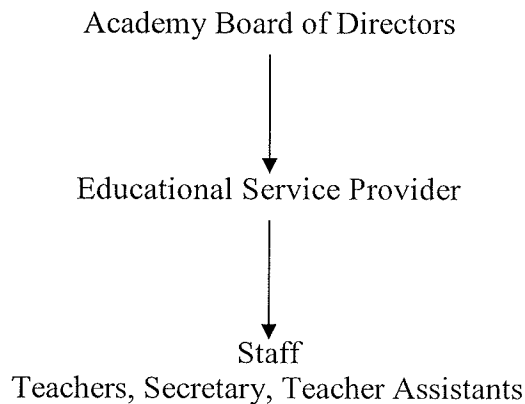 Academy Board of Directors
Educational Service Provider
Staff
Teachers, Secretary, Teacher Assistants